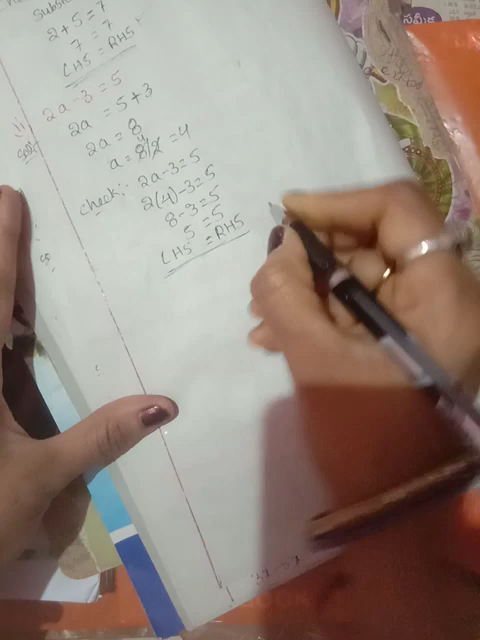 2 + 5 = 7
7 = 7
LHS = RHS
ii) 2a - 3 = 5
2a = 5 + 3
2a = 8
a = 8/2 = 4
check:- 2a - 3 = 5
2(4) - 3 = 5
8 - 3 = 5
5 = 5
LHS = RHS